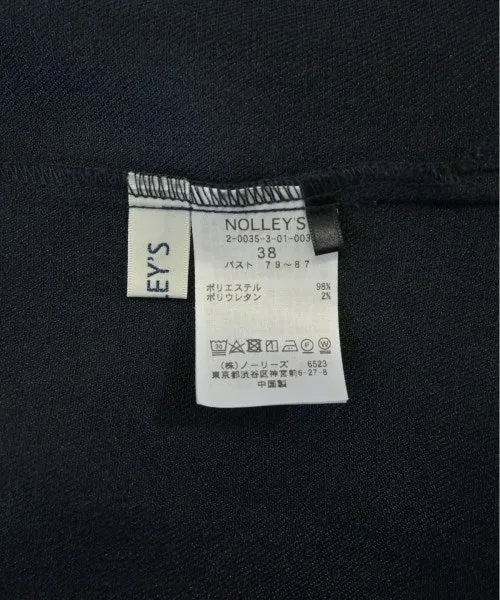 NOLLEY'S
2-0035-3-01-003
38
バスト 79~87
ポリエステル 98%
ポリウレタン 2%
30
(株)ノーリーズ 6523
東京都渋谷区神宮前6-27-8
中国製
LEY'S